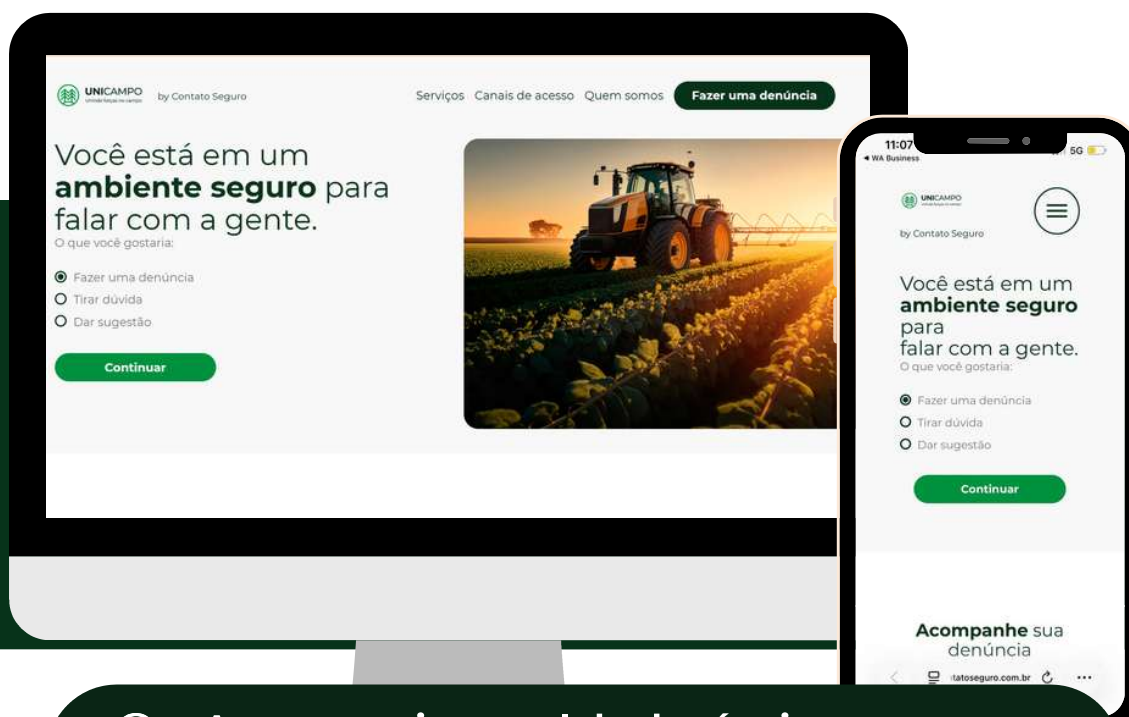 UNICAMPO
by Contato Seguro
Serviços Canais de acesso Quem somos Fazer uma denúncia
Você está em um
ambiente seguro para
falar com a gente.
O que você gostaria:
Fazer uma denúncia
Tirar dúvida
Dar sugestão
Continuar
11:07
5G
WA Business
UNICAMPO
by Contato Seguro
Você está em um
ambiente seguro
para
falar com a gente.
O que você gostaria:
Fazer uma denúncia
Tirar dúvida
Dar sugestão
Continuar
Acompanhe sua
denúncia
tatoseguro.com.br